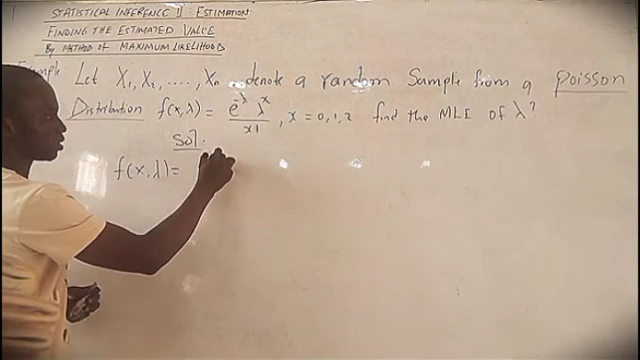 STATISTICAL INFERENCE II ESTIMATION:
FINDING THE ESTIMATED VALUE
By METHOD OF MAXIMUM LIKELIHOOD
Example Let X₁, X₂, ....., Xₙ denote a random Sample from a poisson
Distribution f(x,λ) = e^-λ λ^x / x! , x = 0,1,2 find the MLE of λ?
Sol.
f(x,λ) =